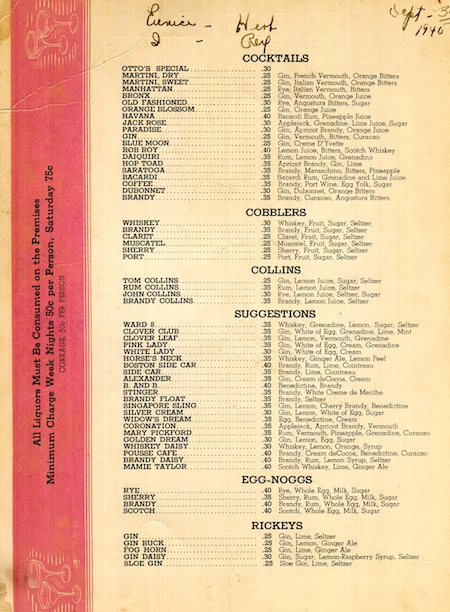 Eunice - Herb
I - Rex
Sept - 3
1940
All Liquors Must Be Consumed on the Premises
Minimum Charge Week Nights 50c per Person, Saturday 75c
CORKAGE, 50c PER PERSON
COCKTAILS
OTTO'S SPECIAL .30
MARTINI, DRY .25 Gin, French Vermouth, Orange Bitters
MARTINI, SWEET .25 Gin, Italian Vermouth, Orange Bitters
MANHATTAN .25 Rye, Italian Vermouth, Bitters
BRONX .25 Gin, Vermouth, Orange Juice
OLD FASHIONED .30 Rye, Angostura Bitters, Sugar
ORANGE BLOSSOM .25 Gin, Orange Juice
HAVANA .40 Bacardi Rum, Pineapple Juice
JACK ROSE .30 Applejack, Grenadine, Lime Juice, Sugar
PARADISE .30 Gin, Apricot Brandy, Orange Juice
GIN .25 Gin, Vermouth, Bitters, Curacao
BLUE MOON .25 Gin, Creme D'Yvette
ROB ROY .40 Lemon Juice, Bitters, Scotch Whiskey
DAIQUIRI .35 Rum, Lemon Juice, Grenadine
HOP TOAD .35 Apricot Brandy, Gin, Lime
SARATOGA .35 Brandy, Maraschino, Bitters, Pineapple
BACARDI .35 Bacardi Rum, Grenadine and Lime Juice
COFFEE .35 Brandy, Port Wine, Egg Yolk, Sugar
DUBONNET .30 Gin, Dubonnet, Orange Bitters
BRANDY .35 Brandy, Curacao, Angostura Bitters
COBBLERS
WHISKEY .30 Whiskey, Fruit, Sugar, Seltzer
BRANDY .35 Brandy, Fruit, Sugar, Seltzer
CLARET .25 Claret, Fruit, Sugar, Seltzer
MUSCATEL .25 Muscatel, Fruit, Sugar, Seltzer
SHERRY .25 Sherry, Fruit, Sugar, Seltzer
PORT .25 Port, Fruit, Sugar, Seltzer
COLLINS
TOM COLLINS .25 Gin, Lemon Juice, Sugar, Seltzer
RUM COLLINS .35 Rum, Lemon Juice, Seltzer
JOHN COLLINS .30 Rye, Lemon Juice, Seltzer, Sugar
BRANDY COLLINS .35 Brandy, Lemon Juice, Seltzer
SUGGESTIONS
WARD 8 .35 Whiskey, Grenadine, Lemon, Sugar, Seltzer
CLOVER CLUB .35 Gin, White of Egg, Grenadine, Lime, Mint
CLOVER LEAF .35 Gin, Lemon, Vermouth, Grenadine
PINK LADY .35 Gin, White of Egg, Cream, Grenadine
WHITE LADY .30 Gin, White of Egg, Cream
HORSE'S NECK .35 Whiskey, Ginger Ale, Lemon Peel
BOSTON SIDE CAR .40 Brandy, Rum, Lime, Cointreau
SIDE CAR .40 Brandy, Lime, Cointreau
ALEXANDER .35 Gin, Cream deCocoa, Cream
B. AND B. .40 Benedictine, Brandy
STINGER .35 Brandy, White Creme de Menthe
BRANDY FLOAT .35 Brandy, Seltzer
SINGAPORE SLING .35 Gin, Lemon, Cherry Brandy, Benedictine
SILVER CREAM .30 Gin, Lemon, White of Egg, Sugar
WIDOW'S DREAM .35 Egg, Benedictine, Cream
CORONATION .35 Applejack, Apricot Brandy, Vermouth
MARY PICKFORD .35 Rum, Vermouth, Pineapple, Grenadine, Curacao
GOLDEN DREAM .30 Gin, Lemon, Egg, Sugar
WHISKEY DAISY .30 Whiskey, Lemon, Orange, Syrup
POUSSE CAFE .40 Brandy, Cream deCocoa, Benedictine, Curacao
BRANDY DAISY .40 Brandy, Rum, Lemon Syrup, Seltzer
MAMIE TAYLOR .40 Scotch Whiskey, Lime, Ginger Ale
EGG-NOGGS
RYE .40 Rye, Whole Egg, Milk, Sugar
SHERRY .35 Sherry, Rum, Whole Egg, Milk, Sugar
BRANDY .40 Brandy, Rum, Whole Egg, Milk, Sugar
SCOTCH .40 Scotch, Whole Egg, Milk, Sugar
RICKEYS
GIN .25 Gin, Lime, Seltzer
GIN BUCK .25 Gin, Lemon, Ginger Ale
FOG HORN .25 Gin, Lime, Ginger Ale
GIN DAISY .30 Gin, Sugar, Lemon-Raspberry Syrup, Seltzer
SLOE GIN .25 Sloe Gin, Lime, Seltzer